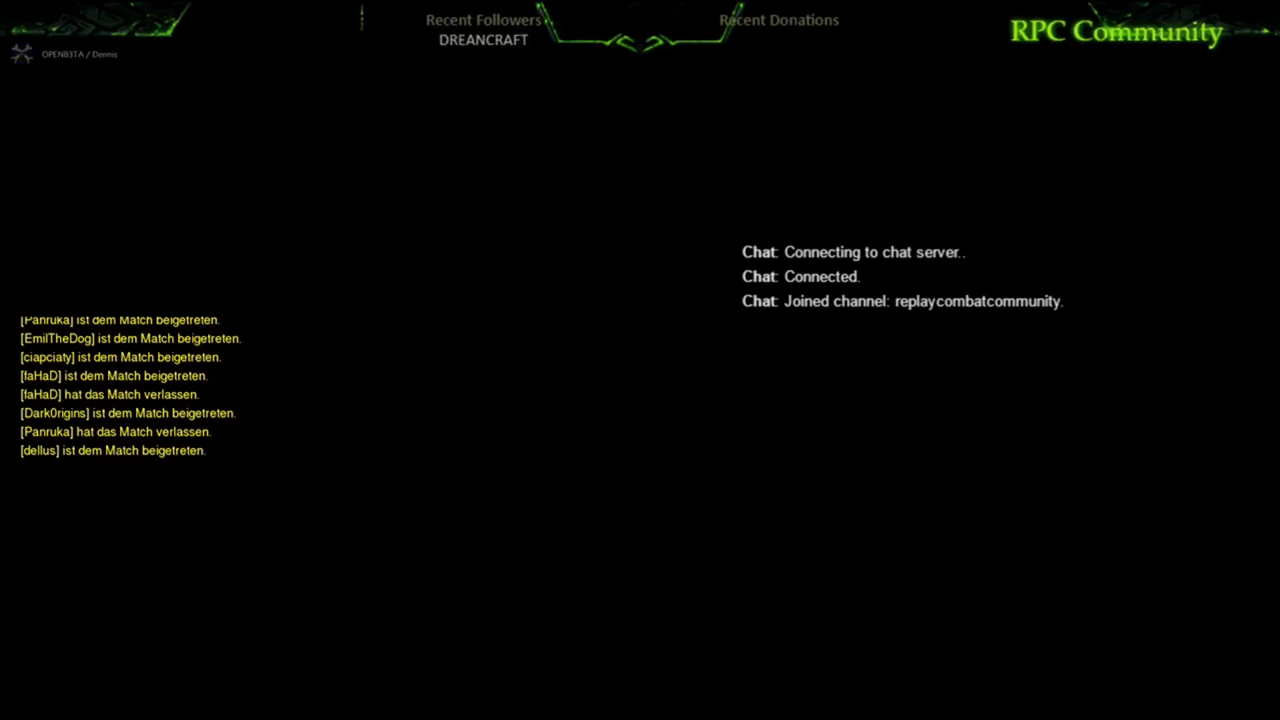 Recent Followers
Recent Donations
DREANCRAFT
RPC Community
OPENB3TA / Dennis
Chat: Connecting to chat server..
Chat: Connected.
Chat: Joined channel: replaycombatcommunity.
[Panruka] ist dem Match beigetreten.
[EmilTheDog] ist dem Match beigetreten.
[ciapciaty] ist dem Match beigetreten.
[faHaD] ist dem Match beigetreten.
[faHaD] hat das Match verlassen.
[Dark0rigins] ist dem Match beigetreten.
[Panruka] hat das Match verlassen.
[dellus] ist dem Match beigetreten.